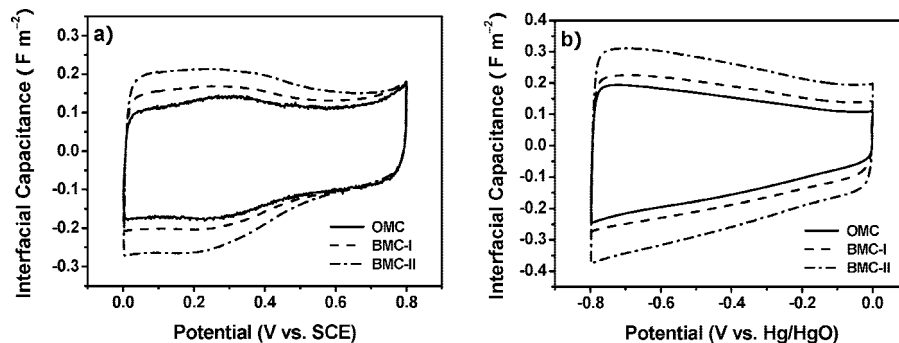 a)
Interfacial Capacitance ( F m⁻²)
0.3
0.2
0.1
0.0
-0.1
-0.2
-0.3
OMC
BMC-I
BMC-II
0.0 0.2 0.4 0.6 0.8
Potential (V vs. SCE)
b)
Interfacial Capacitance ( F m⁻²)
0.4
0.3
0.2
0.1
0.0
-0.1
-0.2
-0.3
-0.4
OMC
BMC-I
BMC-II
-0.8 -0.6 -0.4 -0.2 0.0
Potential (V vs. Hg/HgO)